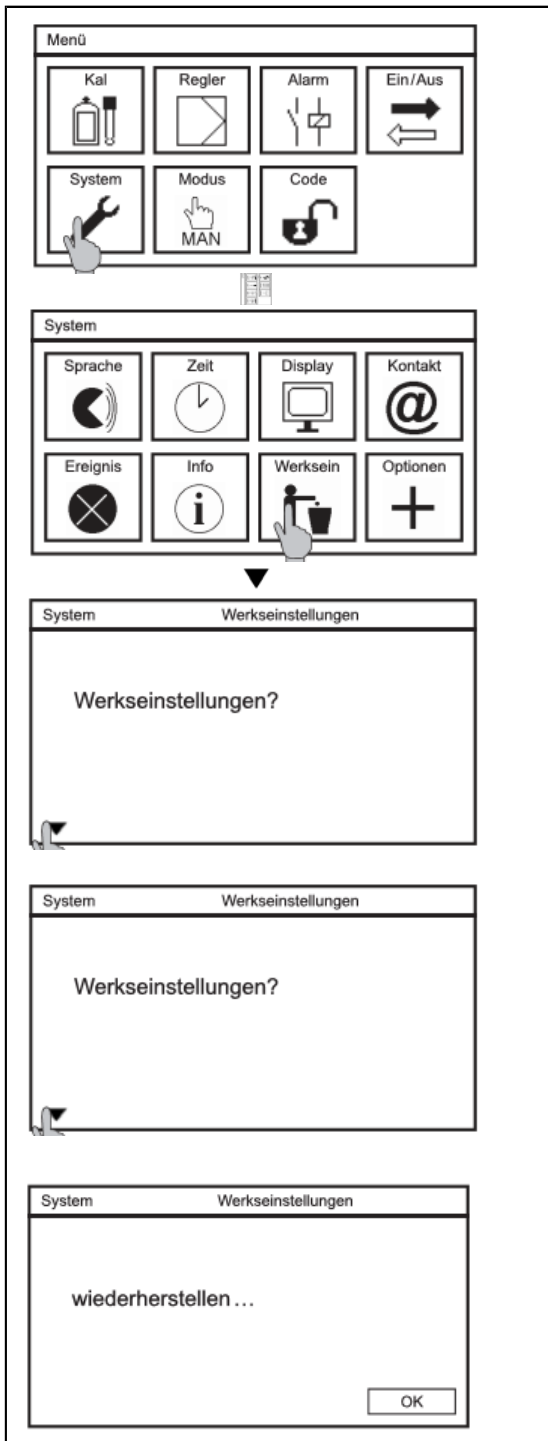 Menü
Kal Regler Alarm Ein/Aus
System Modus Code
MAN
System
Sprache Zeit Display Kontakt
@
Ereignis Info Werksein Optionen
i
System Werkseinstellungen
Werkseinstellungen?
System Werkseinstellungen
Werkseinstellungen?
System Werkseinstellungen
wiederherstellen ...
OK